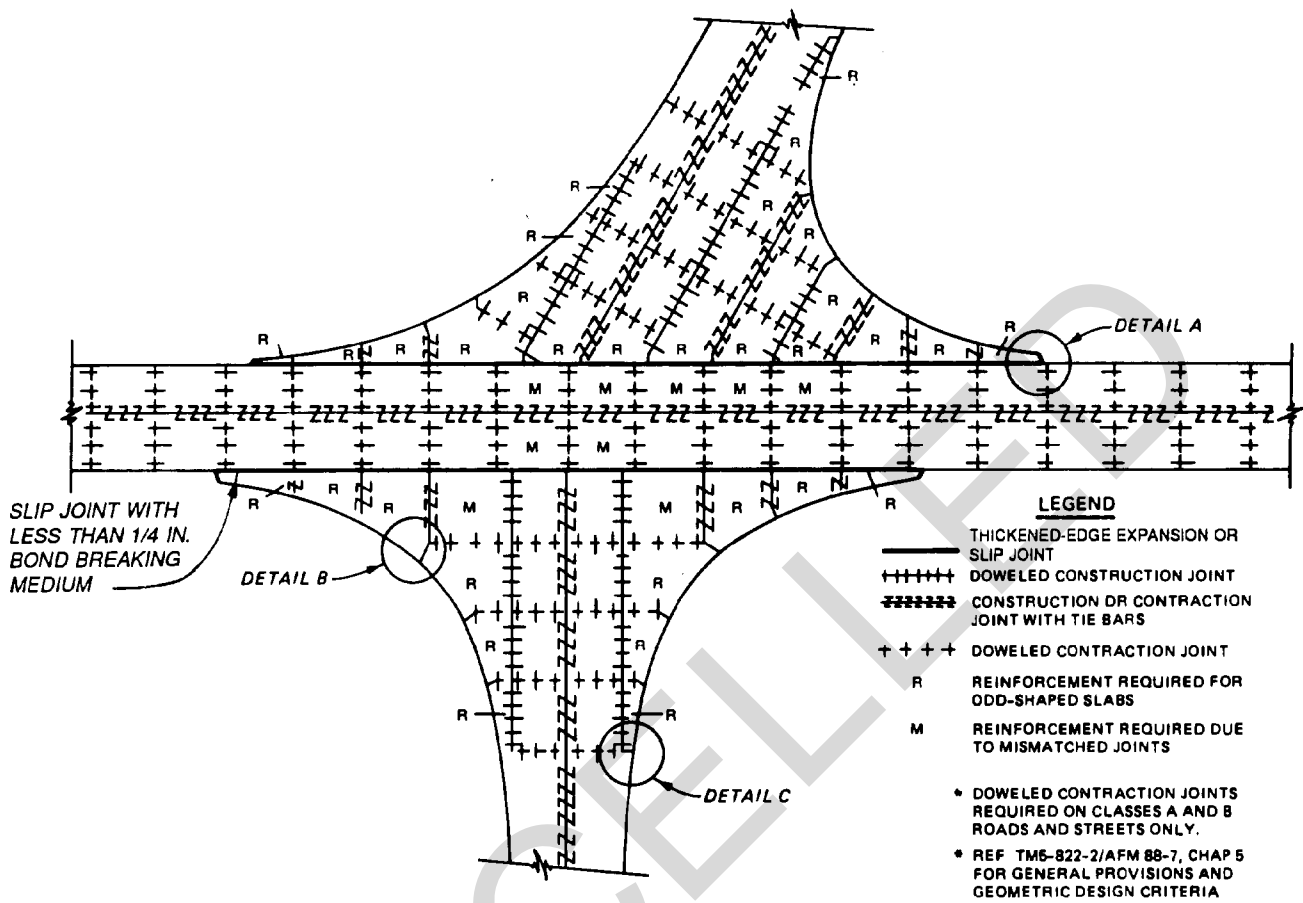 R
R
R
R
R
R
R
R
R
R
R
R
DETAIL A
R R R R R R R R R R
M M M M M
M M
SLIP JOINT WITH
LESS THAN 1/4 IN.
BOND BREAKING
MEDIUM
R R M M R R R
DETAIL B
R R
R R
R R
DETAIL C
LEGEND
THICKENED-EDGE EXPANSION OR
SLIP JOINT
DOWELED CONSTRUCTION JOINT
CONSTRUCTION OR CONTRACTION
JOINT WITH TIE BARS
DOWELED CONTRACTION JOINT
R REINFORCEMENT REQUIRED FOR
ODD-SHAPED SLABS
M REINFORCEMENT REQUIRED DUE
TO MISMATCHED JOINTS
* DOWELED CONTRACTION JOINTS
REQUIRED ON CLASSES A AND B
ROADS AND STREETS ONLY.
* REF TM5-822-2/AFM 88-7, CHAP 5
FOR GENERAL PROVISIONS AND
GEOMETRIC DESIGN CRITERIA
CELLED